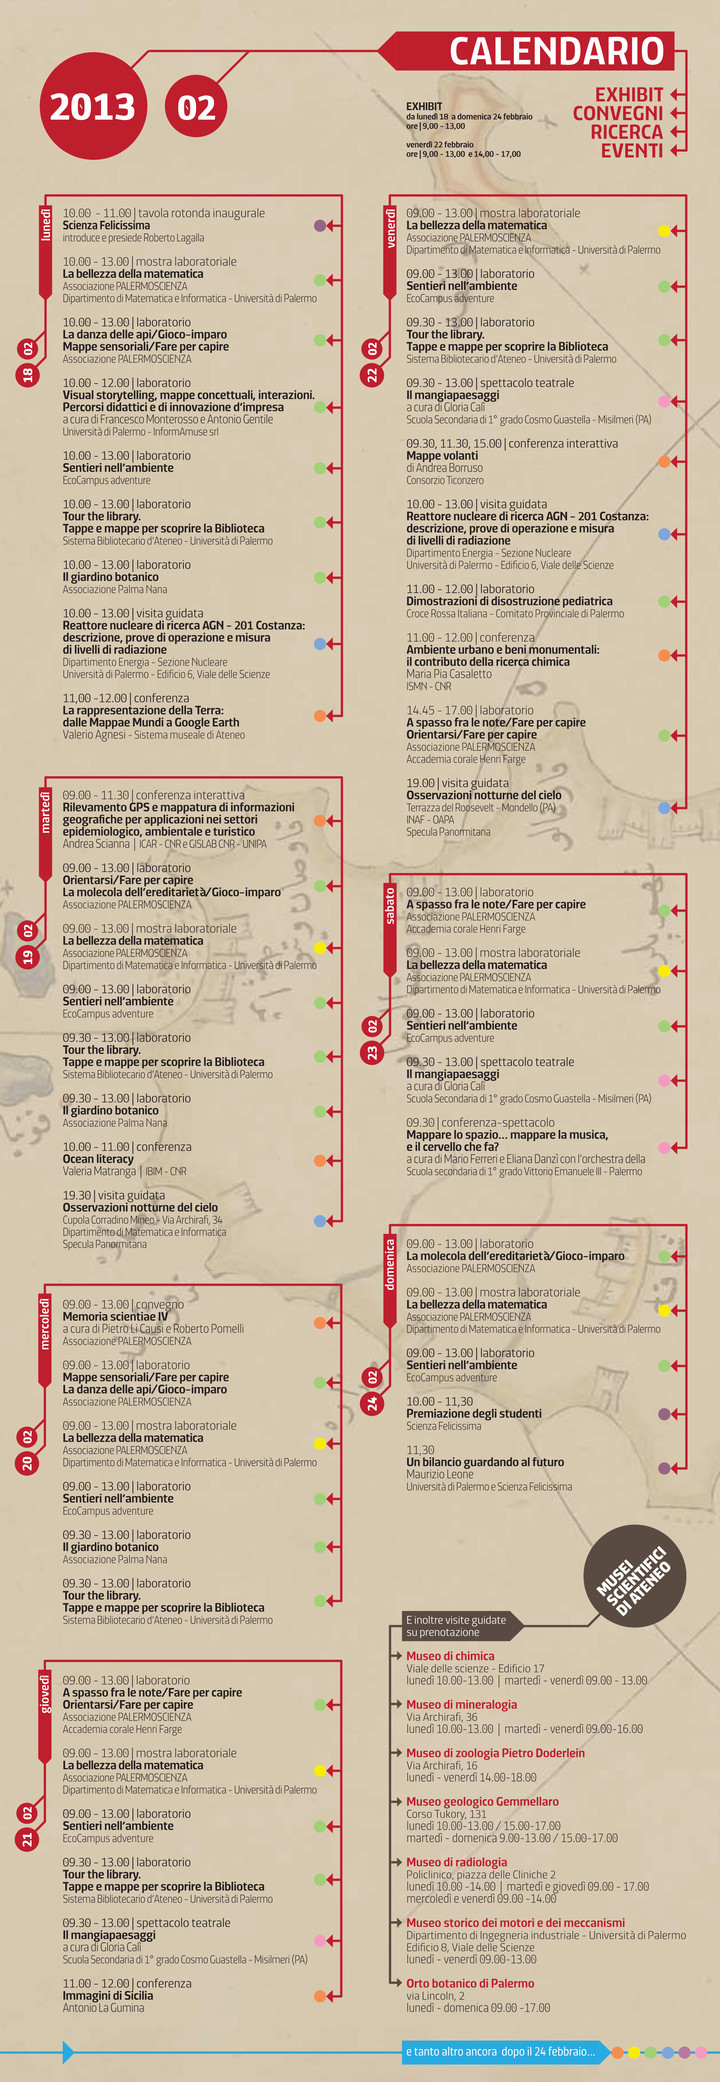 CALENDARIO
2013
02
EXHIBIT
CONVEGNI
RICERCA
EVENTI
EXHIBIT
da lunedì 18 a domenica 24 febbraio
ore | 9,00 - 13,00
venerdì 22 febbraio
ore | 9,00 - 13,00 e 14,00 - 17,00
lunedì
18 02
10.00 - 11.00 | tavola rotonda inaugurale
Scienza Felicissima
introduce e presiede Roberto Lagalla
10.00 - 13.00 | mostra laboratoriale
La bellezza della matematica
Associazione PALERMOSCIENZA
Dipartimento di Matematica e Informatica - Università di Palermo
10.00 - 13.00 | laboratorio
La danza delle api/Gioco-imparo
Mappe sensoriali/Fare per capire
Associazione PALERMOSCIENZA
10.00 - 12.00 | laboratorio
Visual storytelling, mappe concettuali, interazioni.
Percorsi didattici e di innovazione d'impresa
a cura di Francesco Monterosso e Antonio Gentile
Università di Palermo - InformAmuse srl
10.00 - 13.00 | laboratorio
Sentieri nell'ambiente
EcoCampus adventure
10.00 - 13.00 | laboratorio
Tour the library.
Tappe e mappe per scoprire la Biblioteca
Sistema Bibliotecario d'Ateneo - Università di Palermo
10.00 - 13.00 | laboratorio
Il giardino botanico
Associazione Palma Nana
10.00 - 13.00 | visita guidata
Reattore nucleare di ricerca AGN - 201 Costanza:
descrizione, prove di operazione e misura
di livelli di radiazione
Dipartimento Energia - Sezione Nucleare
Università di Palermo - Edificio 6, Viale delle Scienze
11,00 -12.00 | conferenza
La rappresentazione della Terra:
dalle Mappae Mundi a Google Earth
Valerio Agnesi - Sistema museale di Ateneo
martedì
19 02
09.00 - 11.30 | conferenza interattiva
Rilevamento GPS e mappatura di informazioni
geografiche per applicazioni nei settori
epidemiologico, ambientale e turistico
Andrea Scianna | ICAR - CNR e GISLAB CNR - UNIPA
09.00 - 13.00 | laboratorio
Orientarsi/Fare per capire
La molecola dell'ereditarietà/Gioco-imparo
Associazione PALERMOSCIENZA
09.00 - 13.00 | mostra laboratoriale
La bellezza della matematica
Associazione PALERMOSCIENZA
Dipartimento di Matematica e Informatica - Università di Palermo
09.00 - 13.00 | laboratorio
Sentieri nell'ambiente
EcoCampus adventure
09.30 - 13.00 | laboratorio
Tour the library.
Tappe e mappe per scoprire la Biblioteca
Sistema Bibliotecario d'Ateneo - Università di Palermo
09.30 - 13.00 | laboratorio
Il giardino botanico
Associazione Palma Nana
10.00 - 11.00 | conferenza
Ocean literacy
Valeria Matranga | IBIM - CNR
19.30 | visita guidata
Osservazioni notturne del cielo
Cupola Corradino Mineo - Via Archirafi, 34
Dipartimento di Matematica e Informatica
Specula Panormitana
mercoledì
20 02
09.00 - 13.00 | convegno
Memoria scientiae IV
a cura di Pietro Li Causi e Roberto Pomelli
Associazione PALERMOSCIENZA
09.00 - 13.00 | laboratorio
Mappe sensoriali/Fare per capire
La danza delle api/Gioco-imparo
Associazione PALERMOSCIENZA
09.00 - 13.00 | mostra laboratoriale
La bellezza della matematica
Associazione PALERMOSCIENZA
Dipartimento di Matematica e Informatica - Università di Palermo
09.00 - 13.00 | laboratorio
Sentieri nell'ambiente
EcoCampus adventure
09.30 - 13.00 | laboratorio
Il giardino botanico
Associazione Palma Nana
09.30 - 13.00 | laboratorio
Tour the library.
Tappe e mappe per scoprire la Biblioteca
Sistema Bibliotecario d'Ateneo - Università di Palermo
giovedì
21 02
09.00 - 13.00 | laboratorio
A spasso fra le note/Fare per capire
Orientarsi/Fare per capire
Associazione PALERMOSCIENZA
Accademia corale Henri Farge
09.00 - 13.00 | mostra laboratoriale
La bellezza della matematica
Associazione PALERMOSCIENZA
Dipartimento di Matematica e Informatica - Università di Palermo
09.00 - 13.00 | laboratorio
Sentieri nell'ambiente
EcoCampus adventure
09.30 - 13.00 | laboratorio
Tour the library.
Tappe e mappe per scoprire la Biblioteca
Sistema Bibliotecario d'Ateneo - Università di Palermo
09.30 - 13.00 | spettacolo teatrale
Il mangiapaesaggi
a cura di Gloria Calì
Scuola Secondaria di 1° grado Cosmo Guastella - Misilmeri (PA)
11.00 - 12.00 | conferenza
Immagini di Sicilia
Antonio La Gumina
venerdì
22 02
09.00 - 13.00 | mostra laboratoriale
La bellezza della matematica
Associazione PALERMOSCIENZA
Dipartimento di Matematica e Informatica - Università di Palermo
09.00 - 13.00 | laboratorio
Sentieri nell'ambiente
EcoCampus adventure
09.30 - 13.00 | laboratorio
Tour the library.
Tappe e mappe per scoprire la Biblioteca
Sistema Bibliotecario d'Ateneo - Università di Palermo
09.30 - 13.00 | spettacolo teatrale
Il mangiapaesaggi
a cura di Gloria Calì
Scuola Secondaria di 1° grado Cosmo Guastella - Misilmeri (PA)
09.30, 11.30, 15.00 | conferenza interattiva
Mappe volanti
di Andrea Borruso
Consorzio Ticonzero
10.00 - 13.00 | visita guidata
Reattore nucleare di ricerca AGN - 201 Costanza:
descrizione, prove di operazione e misura
di livelli di radiazione
Dipartimento Energia - Sezione Nucleare
Università di Palermo - Edificio 6, Viale delle Scienze
11.00 - 12.00 | laboratorio
Dimostrazioni di disostruzione pediatrica
Croce Rossa Italiana - Comitato Provinciale di Palermo
11.00 - 12.00 | conferenza
Ambiente urbano e beni monumentali:
il contributo della ricerca chimica
Maria Pia Casaletto
ISMN - CNR
14.45 - 17.00 | laboratorio
A spasso fra le note/Fare per capire
Orientarsi/Fare per capire
Associazione PALERMOSCIENZA
Accademia corale Henri Farge
19.00 | visita guidata
Osservazioni notturne del cielo
Terrazza del Roosevelt - Mondello (PA)
INAF - OAPA
Specula Panormitana
sabato
23 02
09.00 - 13.00 | laboratorio
A spasso fra le note/Fare per capire
Associazione PALERMOSCIENZA
Accademia corale Henri Farge
09.00 - 13.00 | mostra laboratoriale
La bellezza della matematica
Associazione PALERMOSCIENZA
Dipartimento di Matematica e Informatica - Università di Palermo
09.00 - 13.00 | laboratorio
Sentieri nell'ambiente
EcoCampus adventure
09.30 - 13.00 | spettacolo teatrale
Il mangiapaesaggi
a cura di Gloria Calì
Scuola Secondaria di 1° grado Cosmo Guastella - Misilmeri (PA)
09.30 | conferenza-spettacolo
Mappare lo spazio... mappare la musica,
e il cervello che fa?
a cura di Mario Ferreri e Eliana Danzì con l'orchestra della
Scuola secondaria di 1° grado Vittorio Emanuele III - Palermo
domenica
24 02
09.00 - 13.00 | laboratorio
La molecola dell'ereditarietà/Gioco-imparo
Associazione PALERMOSCIENZA
09.00 - 13.00 | mostra laboratoriale
La bellezza della matematica
Associazione PALERMOSCIENZA
Dipartimento di Matematica e Informatica - Università di Palermo
09.00 - 13.00 | laboratorio
Sentieri nell'ambiente
EcoCampus adventure
10.00 - 11,30
Premiazione degli studenti
Scienza Felicissima
11,30
Un bilancio guardando al futuro
Maurizio Leone
Università di Palermo e Scienza Felicissima
MUSEI
SCIENTIFICI
DI ATENEO
E inoltre visite guidate
su prenotazione
Museo di chimica
Viale delle scienze - Edificio 17
lunedì 10.00-13.00 | martedì - venerdì 09.00 - 13.00
Museo di mineralogia
Via Archirafi, 36
lunedì 10.00-13.00 | martedì - venerdì 09.00-16.00
Museo di zoologia Pietro Doderlein
Via Archirafi, 16
lunedì - venerdì 14.00-18.00
Museo geologico Gemmellaro
Corso Tukory, 131
lunedì 10.00-13.00 / 15.00-17.00
martedì - domenica 9.00-13.00 / 15.00-17.00
Museo di radiologia
Policlinico, piazza delle Cliniche 2
lunedì 10.00 -14.00 | martedì e giovedì 09.00 - 17.00
mercoledì e venerdì 09.00 -14.00
Museo storico dei motori e dei meccanismi
Dipartimento di Ingegneria industriale - Università di Palermo
Edificio 8, Viale delle Scienze
lunedì - venerdì 09.00-13.00
Orto botanico di Palermo
via Lincoln, 2
lunedì - domenica 09.00 -17.00
e tanto altro ancora dopo il 24 febbraio...